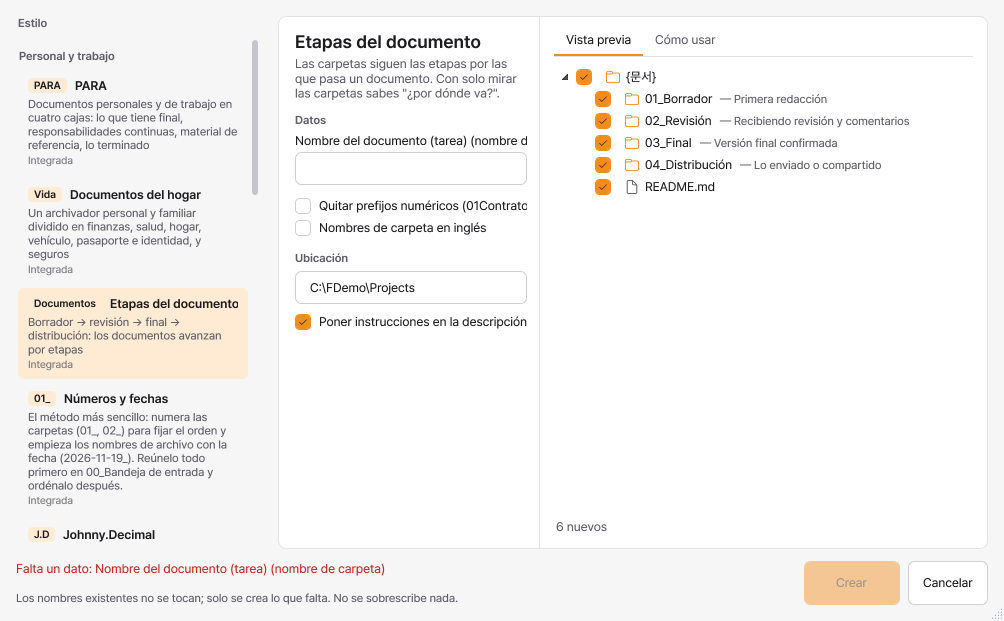 Estilo
Personal y trabajo
PARA PARA
Documentos personales y de trabajo en
cuatro cajas: lo que tiene final,
responsabilidades continuas, material de
referencia, lo terminado
Integrada
Vida Documentos del hogar
Un archivador personal y familiar
dividido en finanzas, salud, hogar,
vehículo, pasaporte e identidad, y
seguros
Integrada
Documentos Etapas del documento
Borrador → revisión → final →
distribución: los documentos avanzan
por etapas
Integrada
01_ Números y fechas
El método más sencillo: numera las
carpetas (01_, 02_) para fijar el orden y
empieza los nombres de archivo con la
fecha (2026-11-19_). Reúnelo todo
primero en 00_Bandeja de entrada y
ordénalo después.
Integrada
J.D Johnny.Decimal
Etapas del documento
Las carpetas siguen las etapas por las
que pasa un documento. Con solo mirar
las carpetas sabes "¿por dónde va?".
Datos
Nombre del documento (tarea) (nombre d
Quitar prefijos numéricos (01Contrato
Nombres de carpeta en inglés
Ubicación
C:\FDemo\Projects
Poner instrucciones en la descripción
Vista previa Cómo usar
{문서}
01_Borrador — Primera redacción
02_Revisión — Recibiendo revisión y comentarios
03_Final — Versión final confirmada
04_Distribución — Lo enviado o compartido
README.md
6 nuevos
Falta un dato: Nombre del documento (tarea) (nombre de carpeta)
Los nombres existentes no se tocan; solo se crea lo que falta. No se sobrescribe nada.
Crear Cancelar